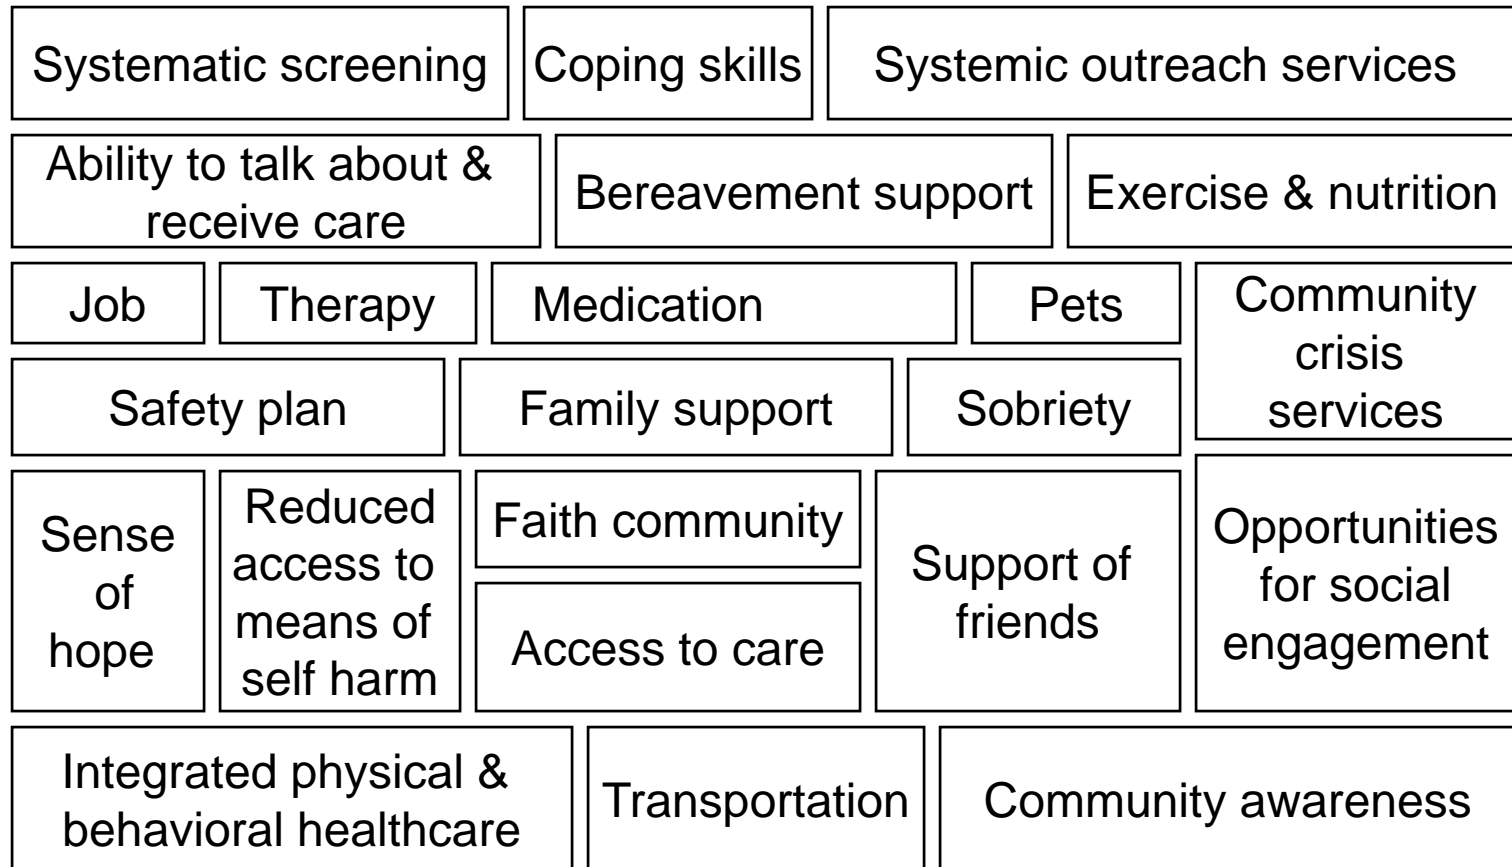 Systematic screening
Coping skills
Systemic outreach services
Ability to talk about &
receive care
Bereavement support
Exercise & nutrition
Job
Therapy
Medication
Pets
Community
crisis
services
Safety plan
Family support
Sobriety
Sense
of
hope
Reduced
access to
means of
self harm
Faith community
Access to care
Support of
friends
Opportunities
for social
engagement
Integrated physical &
behavioral healthcare
Transportation
Community awareness